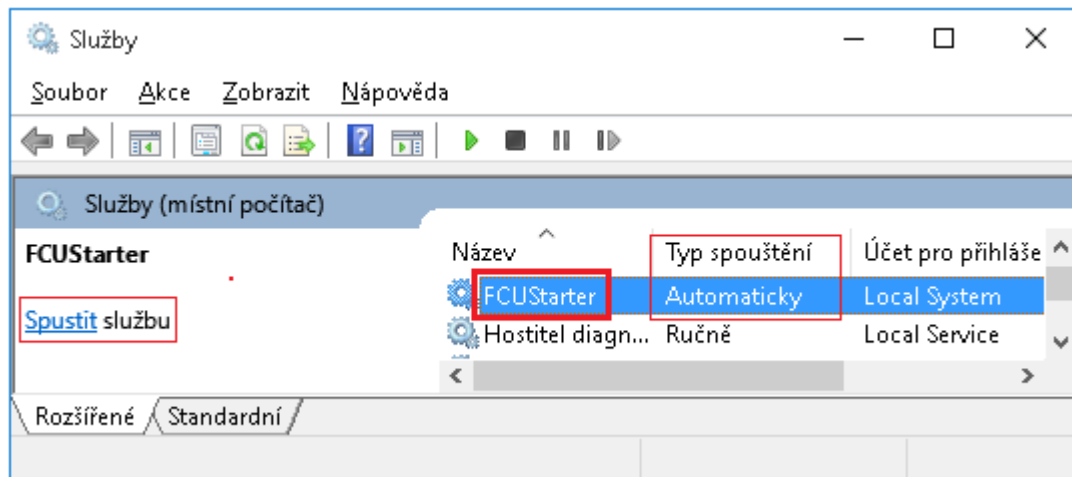 Služby
Soubor Akce Zobrazit Nápověda
Služby (místní počítač)
FCUStarter
Spustit službu
Název Typ spouštění Účet pro přihláše
FCUStarter Automaticky Local System
Hostitel diagn... Ručně Local Service
Rozšířené Standardní